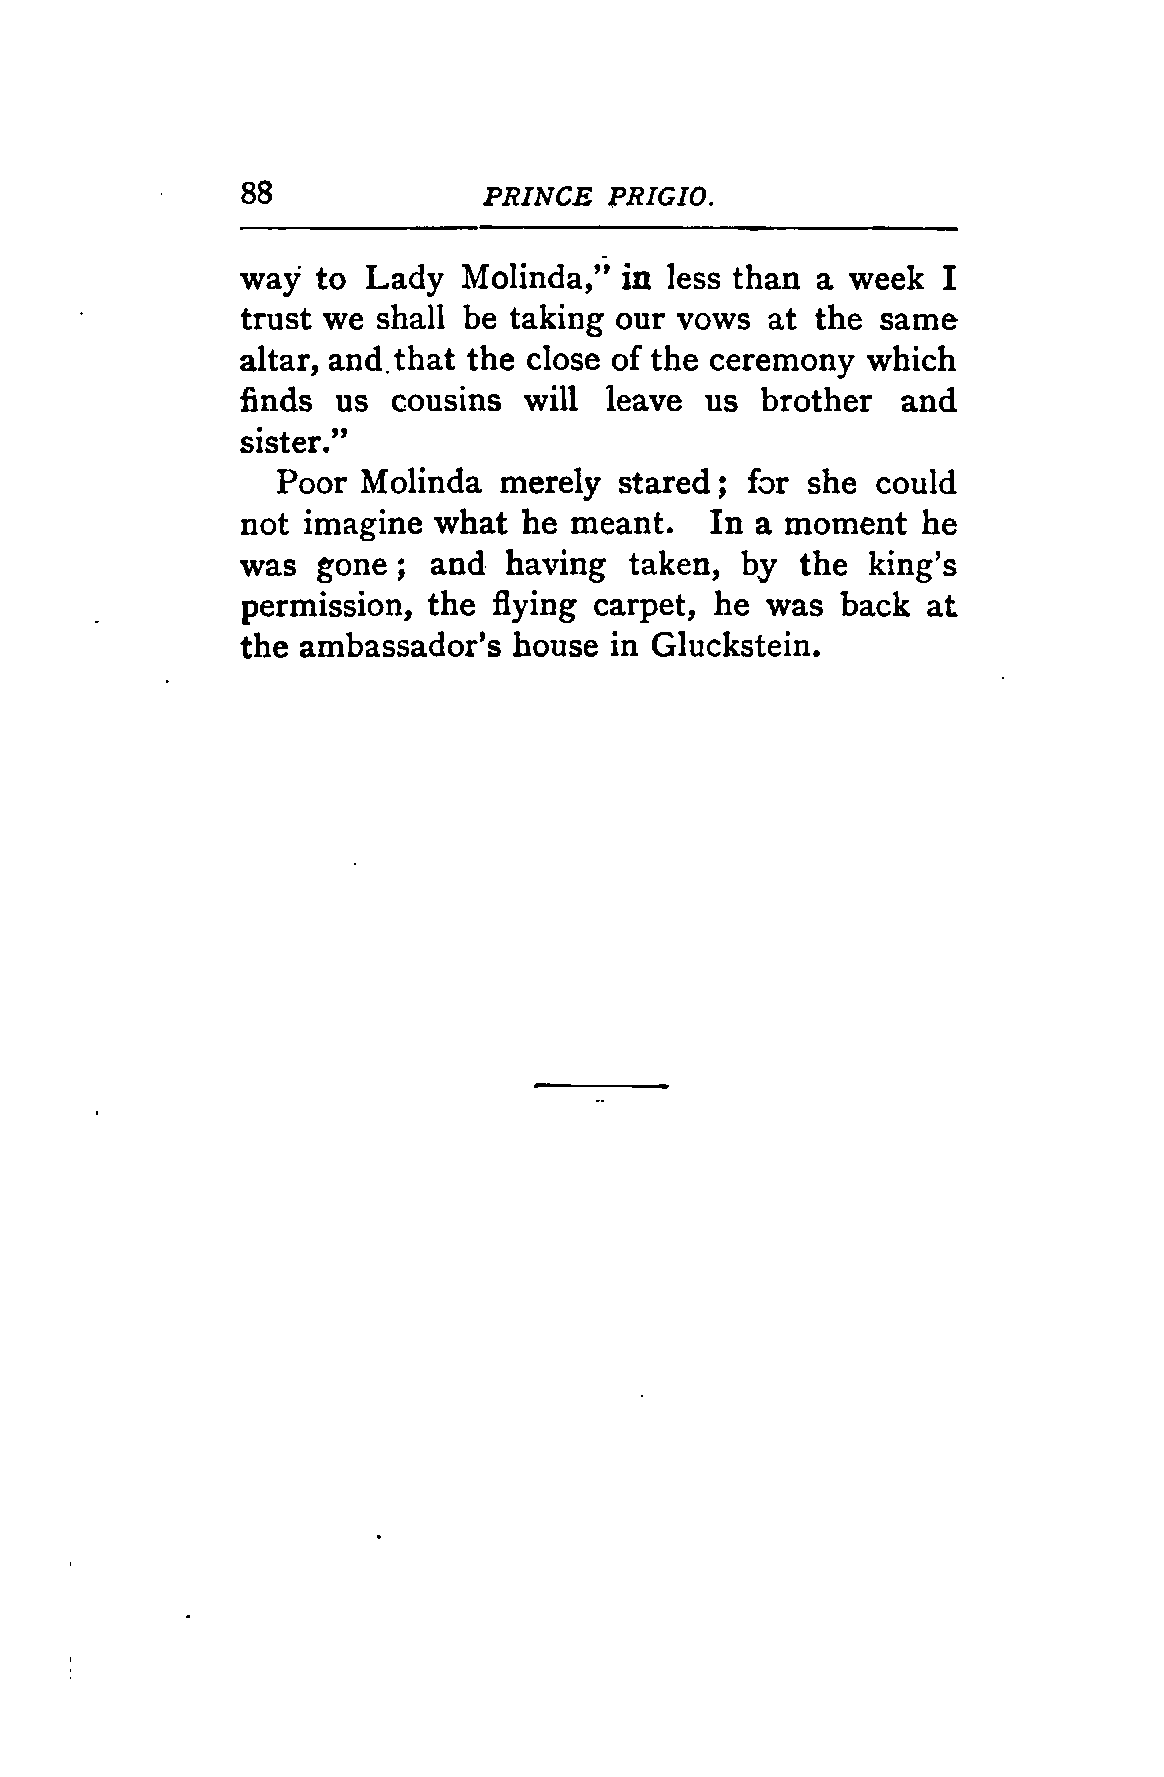 88 PRINCE PRIGIO.
way to Lady Molinda," in less than a week I
trust we shall be taking our vows at the same
altar, and that the close of the ceremony which
finds us cousins will leave us brother and
sister."
Poor Molinda merely stared; for she could
not imagine what he meant. In a moment he
was gone; and having taken, by the king's
permission, the flying carpet, he was back at
the ambassador's house in Gluckstein.